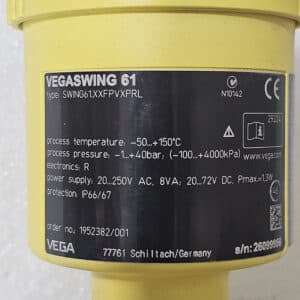 VEGASWING 61
type: SWING61.XXFPVXPRL
N10142
CE
process temperature: -50...+150°C
process pressure: -1...+40bar; (-100...+4000kPa)
electronics: R
power supply: 20...250V AC, 8VA; 20...72V DC, Pmax=1,3W
protection: IP66/67
www.vega.com
order no. 1952382/001
VEGA
77761 Schiltach/Germany